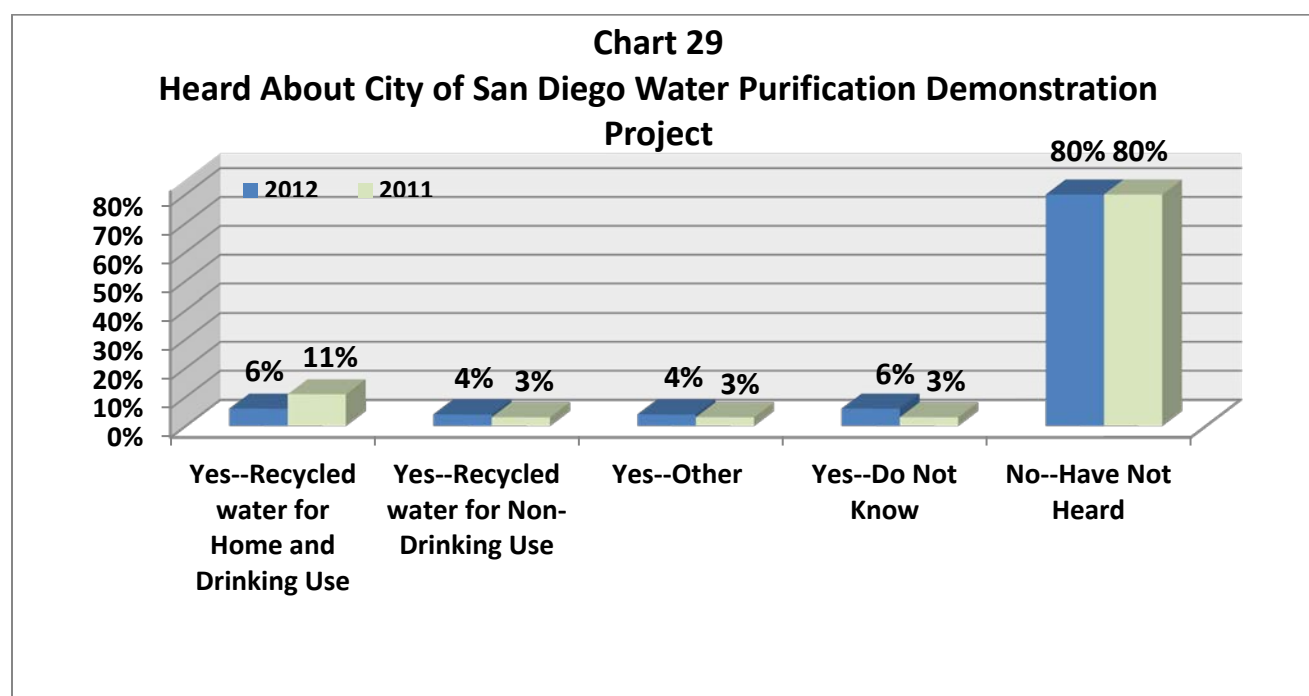 Chart 29
Heard About City of San Diego Water Purification Demonstration
Project
80% 80%
2012 2011
80%
70%
60%
50%
40%
30%
20%
10%
0%
6% 11%
4% 3%
4% 3%
6% 3%
Yes--Recycled
water for
Home and
Drinking Use
Yes--Recycled
water for Non-
Drinking Use
Yes--Other
Yes--Do Not
Know
No--Have Not
Heard